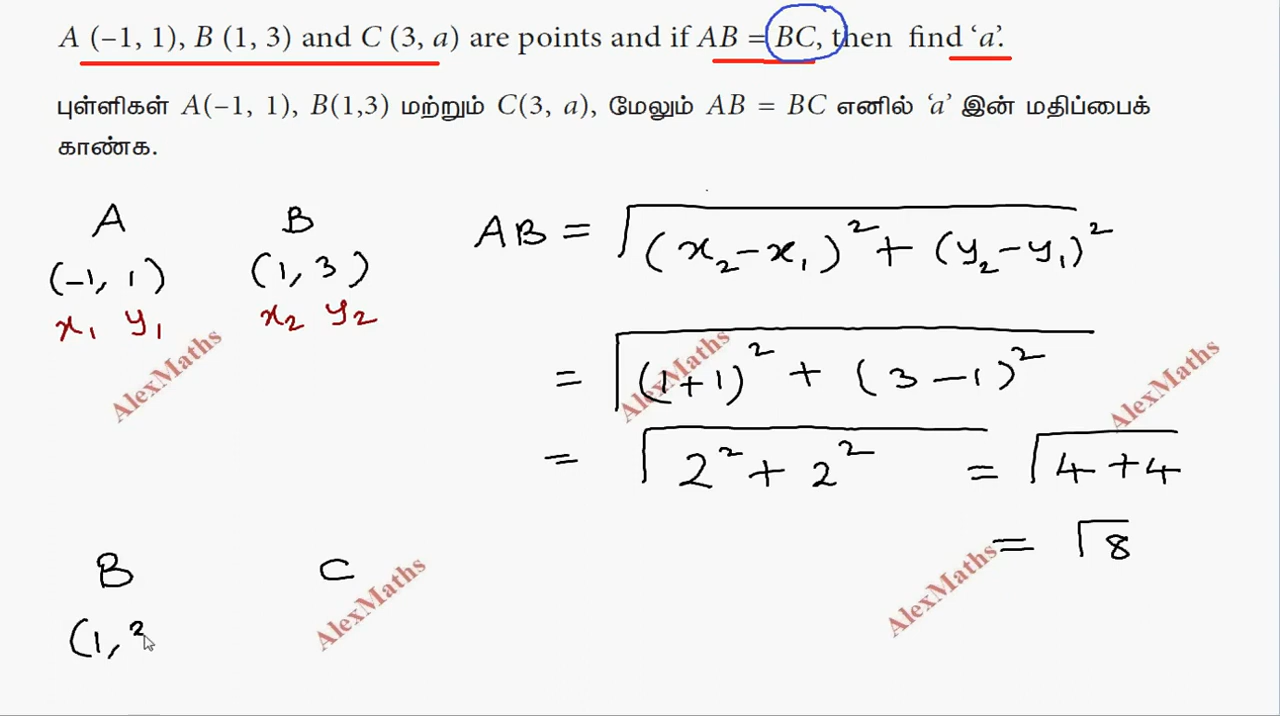 A (−1, 1), B (1, 3) and C (3, a) are points and if AB = BC, then find ‘a’.
புள்ளிகள் A(−1, 1), B(1,3) மற்றும் C(3, a), மேலும் AB = BC எனில் ‘a’ இன் மதிப்பைக்
காண்க.
A B
(−1, 1) (1, 3)
x₁ y₁ x₂ y₂
AB = √(x₂−x₁)² + (y₂−y₁)²
= √(1+1)² + (3−1)²
= √2² + 2² = √4+4
= √8
B C
(1,
AlexMaths
AlexMaths
AlexMaths
AlexMaths
AlexMaths